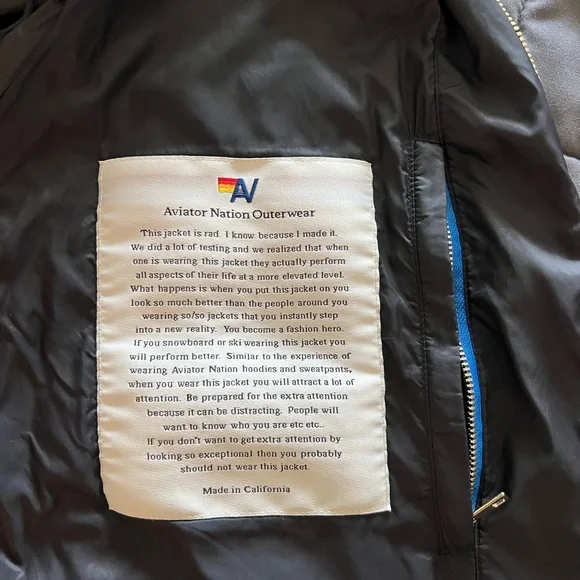 AV
Aviator Nation Outerwear
This jacket is rad. I know because I made it.
We did a lot of testing and we realized that when
one is wearing this jacket they actually perform
all aspects of their life at a more elevated level.
What happens is when you put this jacket on you
look so much better than the people around you
wearing so/so jackets that you instantly step
into a new reality. You become a fashion hero.
If you snowboard or ski wearing this jacket you
will perform better. Similar to the experience of
wearing Aviator Nation hoodies and sweatpants,
when you wear this jacket you will attract a lot of
attention. Be prepared for the extra attention
because it can be distracting. People will
want to know who you are etc etc..
If you don't want to get extra attention by
looking so exceptional then you probably
should not wear this jacket.
Made in California